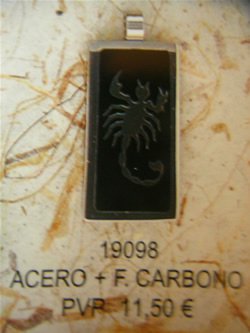 19098
ACERO + F. CARBONO
PVP 11,50 €